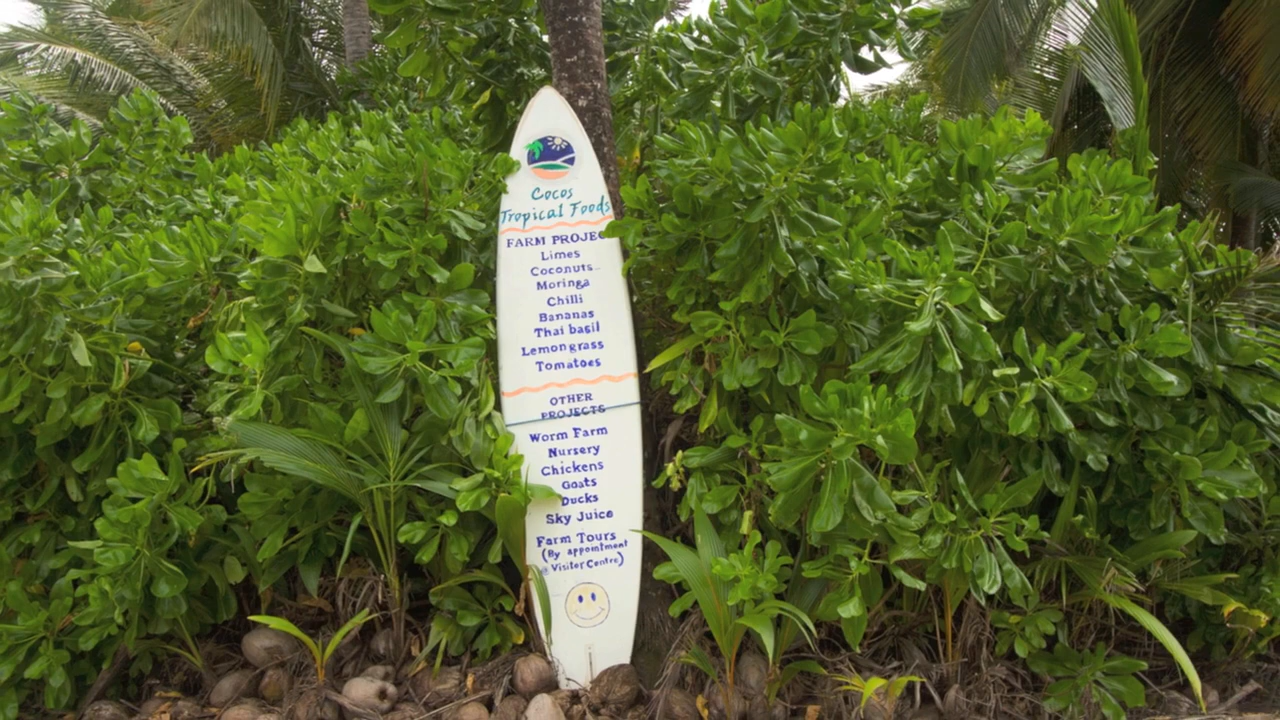 Cocos
Tropical Foods
FARM PROJEC
Limes
Coconuts
Moringa
Chilli
Bananas
Thai basil
Lemongrass
Tomatoes
OTHER
PROJECTS
Worm Farm
Nursery
Chickens
Goats
Ducks
Sky Juice
Farm Tours
(By appointment
@ Visitor Centre)